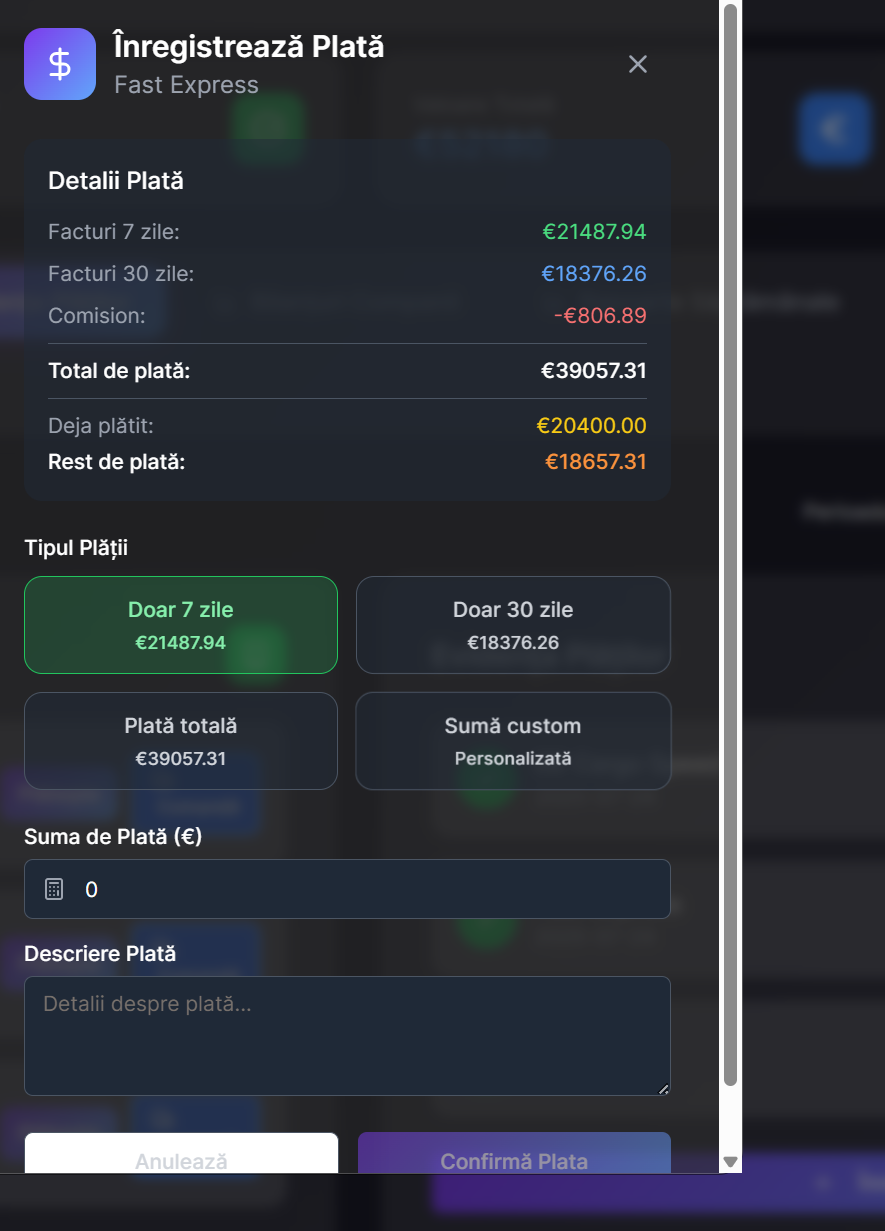 Înregistrează Plată
Fast Express
Detalii Plată
Facturi 7 zile: €21487.94
Facturi 30 zile: €18376.26
Comision: -€806.89
Total de plată: €39057.31
Deja plătit: €20400.00
Rest de plată: €18657.31
Tipul Plății
Doar 7 zile
€21487.94
Doar 30 zile
€18376.26
Plată totală
€39057.31
Sumă custom
Personalizată
Suma de Plată (€)
0
Descriere Plată
Detalii despre plată...
Anulează
Confirmă Plata